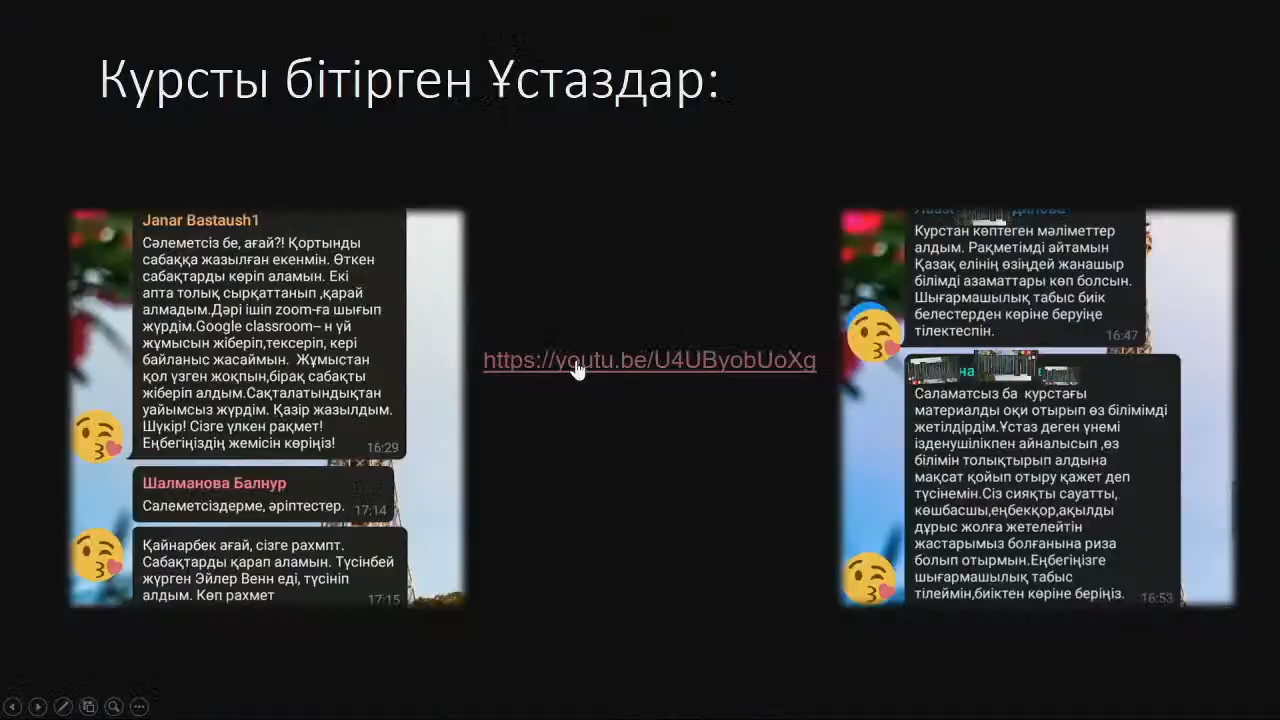 Курсты бітірген Ұстаздар:
Janar Bastaush1
Сәлеметсіз бе, ағай?! Қортынды
сабаққа жазылған екенмін. Өткен
сабақтарды көріп аламын. Екі
апта толық сырқаттанып ,қарай
алмадым.Дәрі ішіп zoom-ға шығып
жүрдім.Google classroom-- н үй
жұмысын жіберіп,тексеріп, кері
байланыс жасаймын. Жұмыстан
қол үзген жоқпын,бірақ сабақты
жіберіп алдым.Сақталатындықтан
уайымсыз жүрдім. Қазір жазылдым.
Шүкір! Сізге үлкен рақмет!
Еңбегіңіздің жемісін көріңіз!
16:29
Шалманова Балнур
Салеметсіздерме, әріптестер.
17:14
Қайнарбек ағай, сізге рахмпт.
Сабақтарды қарап аламын. Түсінбей
жүрген Эйлер Венн еді, түсініп
алдым. Көп рахмет
17:15
https://youtu.be/U4UByobUoXg
Курстан көптеген мәліметтер
алдым. Рақметімді айтамын
Қазақ елінің өзіңдей жанашыр
білімді азаматтары көп болсын.
Шығармашылық табыс биік
белестерден көріне беруіңе
тілектеспін.
16:47
Саламатсыз ба курстағы
материалды оқи отырып өз білімімді
жетілдірдім.Ұстаз деген үнемі
ізденушілікпен айналысып ,өз
білімін толықтырып алдына
мақсат қойып отыру қажет деп
түсінемін.Сіз сияқты сауатты,
көшбасшы,еңбекқор,ақылды
дұрыс жолға жетелейтін
жастарымыз болғанына риза
болып отырмын.Еңбегіңізге
шығармашылық табыс
тілеймін,биіктен көріне беріңіз.
16:53